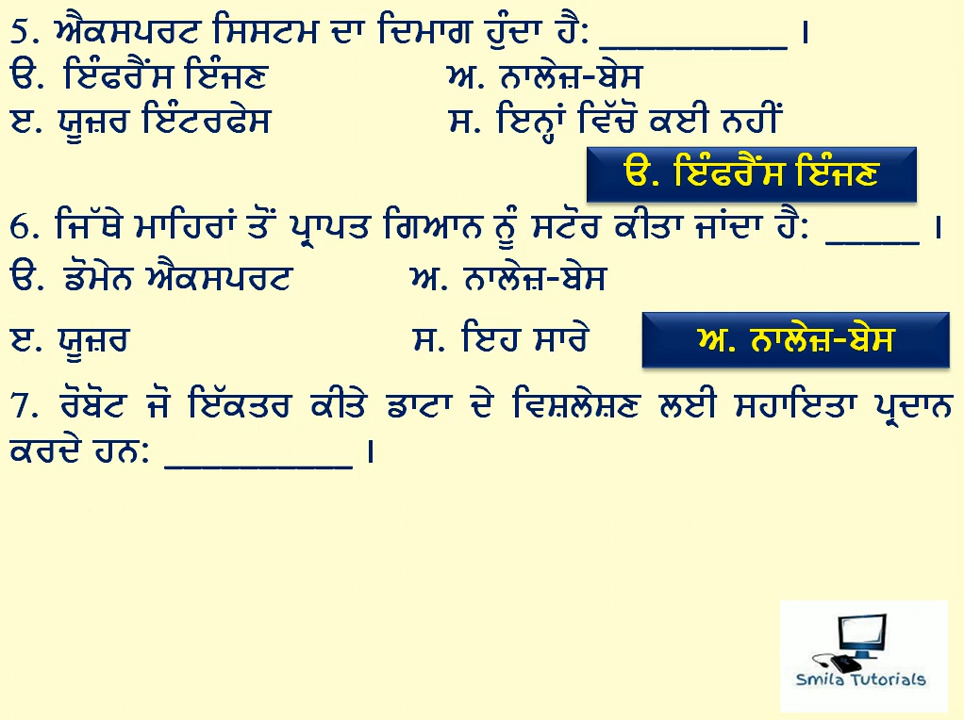 5. ਐਕਸਪਰਟ ਸਿਸਟਮ ਦਾ ਦਿਮਾਗ ਹੁੰਦਾ ਹੈ: __________ ।
ੳ. ਇੰਫਰੈਂਸ ਇੰਜਣ ਅ. ਨਾਲੇਜ਼-ਬੇਸ
ੲ. ਯੂਜ਼ਰ ਇੰਟਰਫੇਸ ਸ. ਇਨ੍ਹਾਂ ਵਿੱਚੋ ਕਈ ਨਹੀਂ
ੳ. ਇੰਫਰੈਂਸ ਇੰਜਣ
6. ਜਿੱਥੇ ਮਾਹਿਰਾਂ ਤੋਂ ਪ੍ਰਾਪਤ ਗਿਆਨ ਨੂੰ ਸਟੋਰ ਕੀਤਾ ਜਾਂਦਾ ਹੈ: _____ ।
ੳ. ਡੋਮੇਨ ਐਕਸਪਰਟ ਅ. ਨਾਲੇਜ਼-ਬੇਸ
ੲ. ਯੂਜ਼ਰ ਸ. ਇਹ ਸਾਰੇ
ਅ. ਨਾਲੇਜ਼-ਬੇਸ
7. ਰੋਬੋਟ ਜੋ ਇੱਕਤਰ ਕੀਤੇ ਡਾਟਾ ਦੇ ਵਿਸ਼ਲੇਸ਼ਣ ਲਈ ਸਹਾਇਤਾ ਪ੍ਰਦਾਨ
ਕਰਦੇ ਹਨ: __________ ।
Smila Tutorials